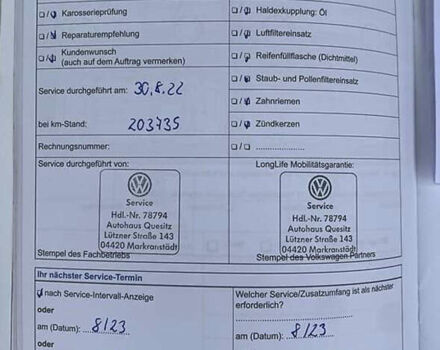 Karosserieprüfung
Reparaturempfehlung
Kundenwunsch
(auch auf dem Auftrag vermerken)
Service durchgeführt am: 30.8.22
bei km-Stand: 203735
Rechnungsnummer:
Service durchgeführt von:
Service
Hdl.-Nr. 78794
Autohaus Quesitz
Lützner Straße 143
04420 Markranstädt
Stempel des Fachbetriebs
Haldexkupplung: Öl
Luftfiltereinsatz
Reifenfüllflasche (Dichtmittel)
Staub- und Pollenfiltereinsatz
Zahnriemen
Zündkerzen
LongLife Mobilitätsgarantie:
Service
Hdl.-Nr. 78794
Autohaus Quesitz
Lützner Straße 143
04420 Markranstädt
Stempel des Volkswagen Partners
Ihr nächster Service-Termin
nach Service-Intervall-Anzeige
oder
am (Datum): 8/23
oder
Welcher Service/Zusatzumfang ist als nächster
erforderlich?
am (Datum): 8/23